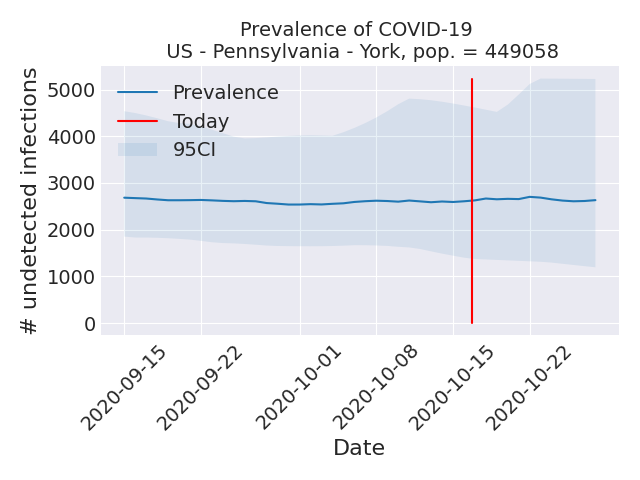 Prevalence of COVID-19
US - Pennsylvania - York, pop. = 449058
# undetected infections
5000
4000
3000
2000
1000
0
Prevalence
Today
95CI
2020-09-15
2020-09-22
2020-10-01
2020-10-08
2020-10-15
2020-10-22
Date